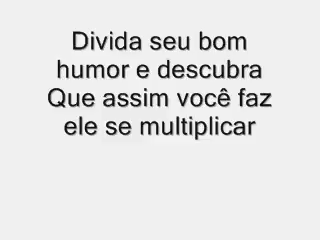 Divida seu bom
humor e descubra
Que assim você faz
ele se multiplicar